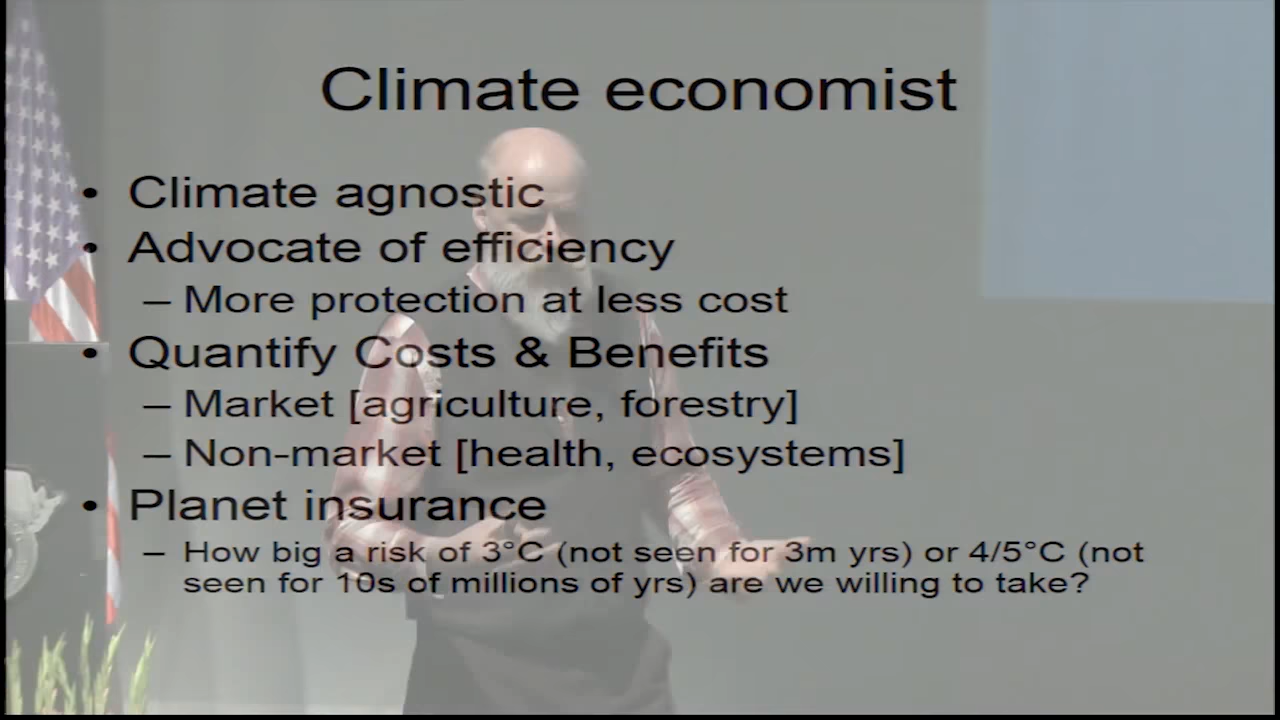 Climate economist
• Climate agnostic
• Advocate of efficiency
– More protection at less cost
• Quantify Costs & Benefits
– Market [agriculture, forestry]
– Non-market [health, ecosystems]
• Planet insurance
– How big a risk of 3°C (not seen for 3m yrs) or 4/5°C (not
seen for 10s of millions of yrs) are we willing to take?